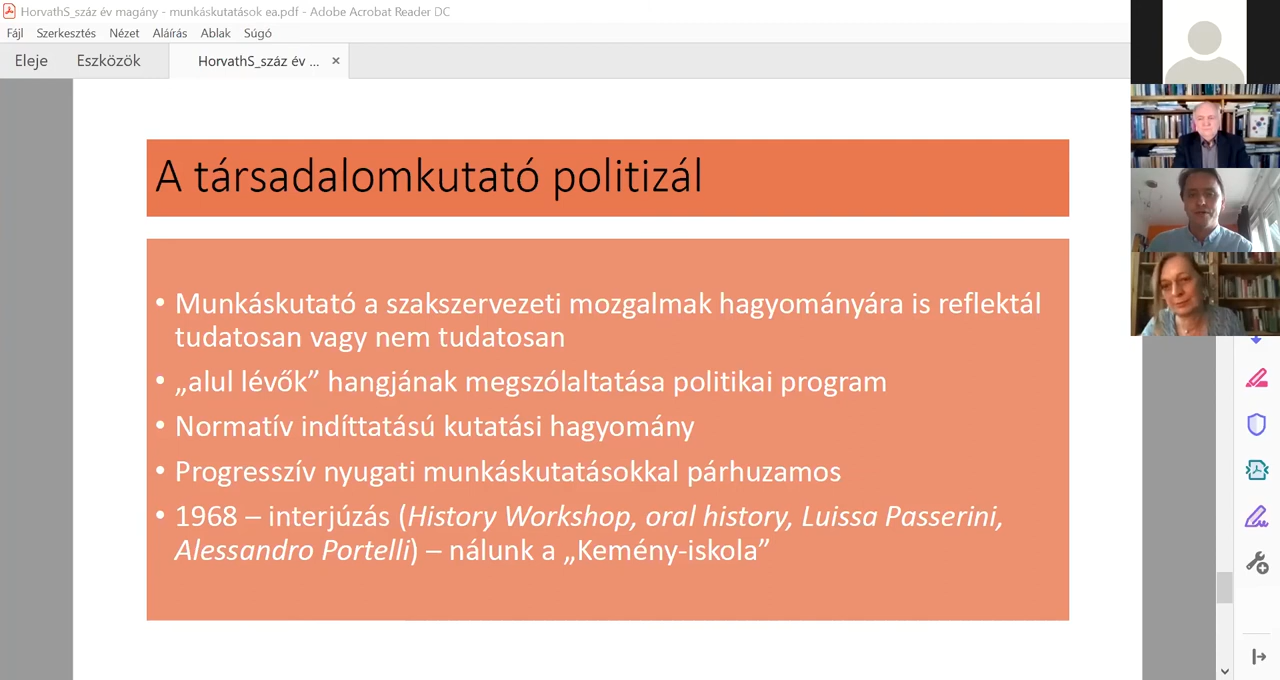 HorvathS_száz év magány - munkáskutatások ea.pdf - Adobe Acrobat Reader DC
Fájl Szerkesztés Nézet Aláírás Ablak Súgó
Eleje Eszközök HorvathS_száz év ... ×
A társadalomkutató politizál
• Munkáskutató a szakszervezeti mozgalmak hagyományára is reflektál
tudatosan vagy nem tudatosan
• „alul lévők” hangjának megszólaltatása politikai program
• Normatív indíttatású kutatási hagyomány
• Progresszív nyugati munkáskutatásokkal párhuzamos
• 1968 – interjúzás (History Workshop, oral history, Luissa Passerini,
Alessandro Portelli) – nálunk a „Kemény-iskola”